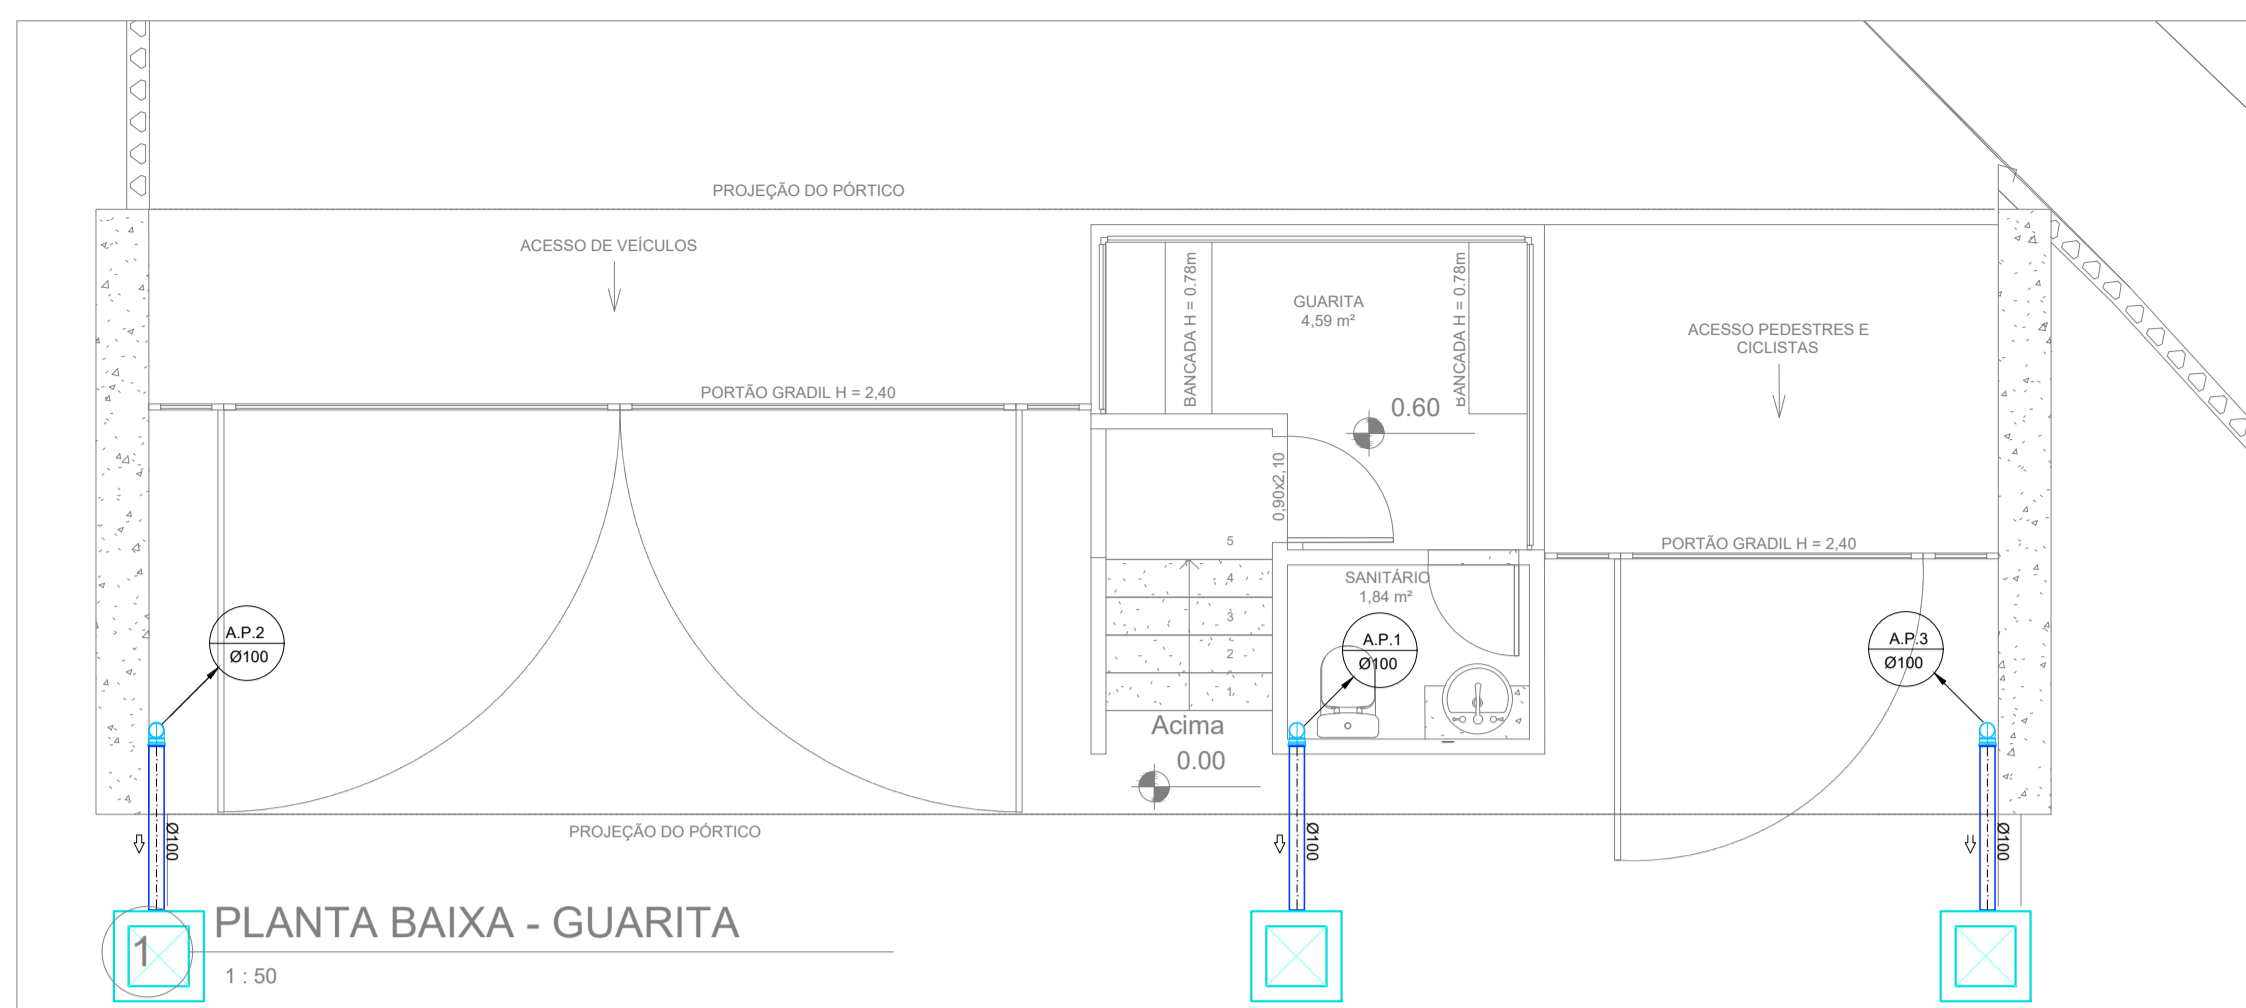 PROJEÇÃO DO PÓRTICO
ACESSO DE VEÍCULOS
BANCADA H = 0.78m
GUARITA
4,59 m²
BANCADA H = 0.78m
ACESSO PEDESTRES E
CICLISTAS
PORTÃO GRADIL H = 2,40
0.60
0,90x2,10
5
4
3
2
1
PORTÃO GRADIL H = 2,40
SANITÁRIO
1,84 m²
A.P.2
Ø100
A.P.1
Ø100
A.P.3
Ø100
Acima
0.00
PROJEÇÃO DO PÓRTICO
Ø100
Ø100
Ø100
1
PLANTA BAIXA - GUARITA
1 : 50